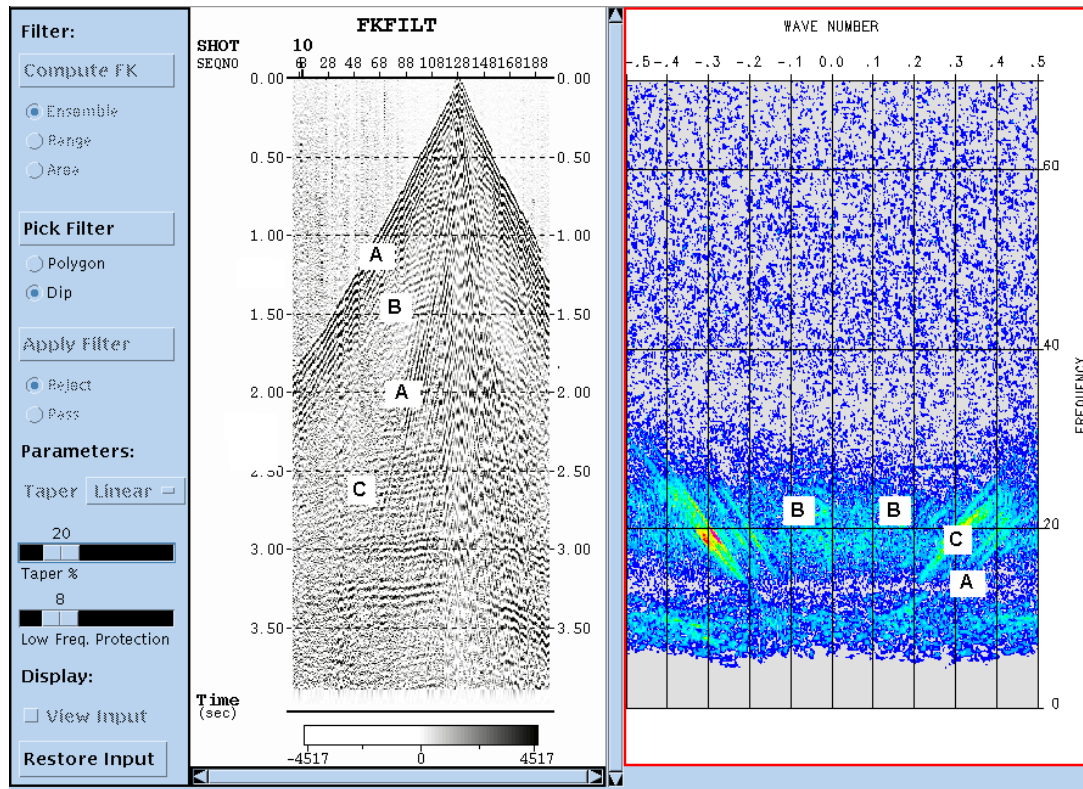 Filter:
Compute FK
Ensemble
Range
Area
Pick Filter
Polygon
Dip
Apply Filter
Reject
Pass
Parameters:
Taper Linear
20
Taper %
8
Low Freq. Protection
Display:
View Input
Restore Input
FKFILT
SHOT 10
SEQNO 8 28 48 68 88 108 128 148 168 188
0.00 0.00
0.50 0.50
1.00 1.00
A
B
1.50 1.50
A
2.00 2.00
2.50 2.50
C
3.00 3.00
3.50 3.50
Time
(sec)
-4517 0 4517
WAVE NUMBER
-.5 -.4 -.3 -.2 -.1 0.0 .1 .2 .3 .4 .5
60
40
FREQUENCY
B B
20
C
A
0